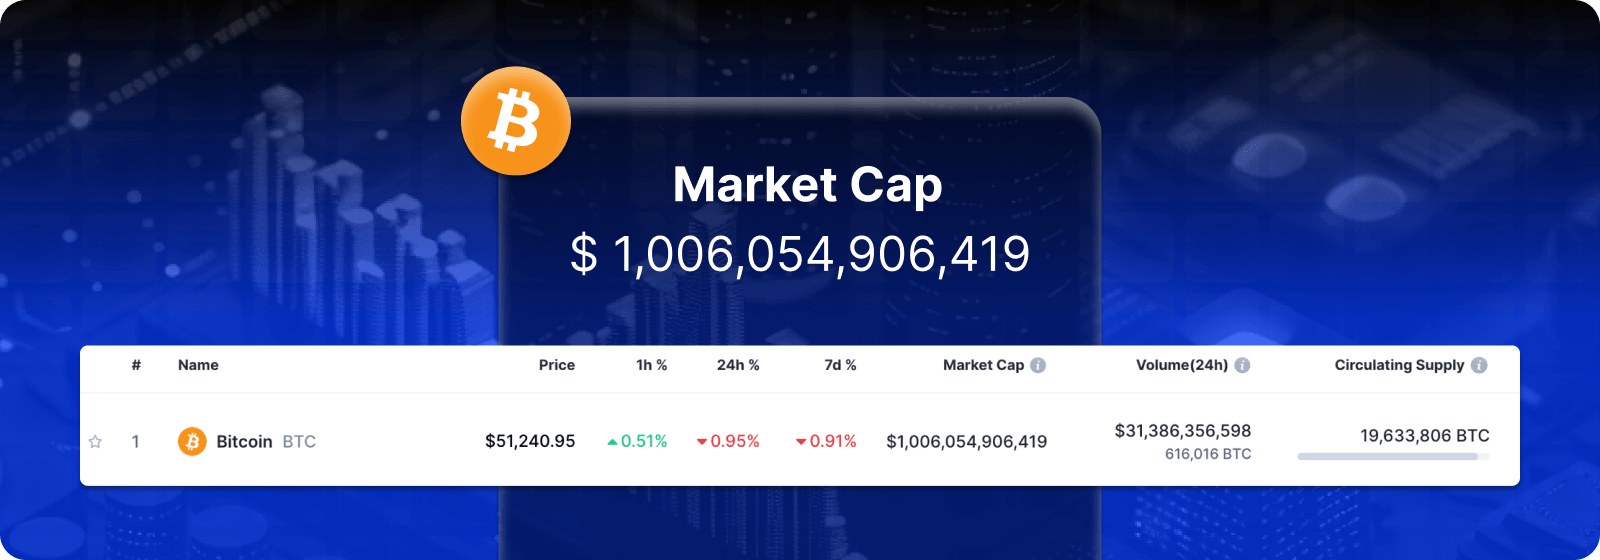 Market Cap
$ 1,006,054,906,419
# Name Price 1h % 24h % 7d % Market Cap Volume(24h) Circulating Supply
1 Bitcoin BTC $51,240.95 0.51% 0.95% 0.91% $1,006,054,906,419 $31,386,356,598 19,633,806 BTC
616,016 BTC